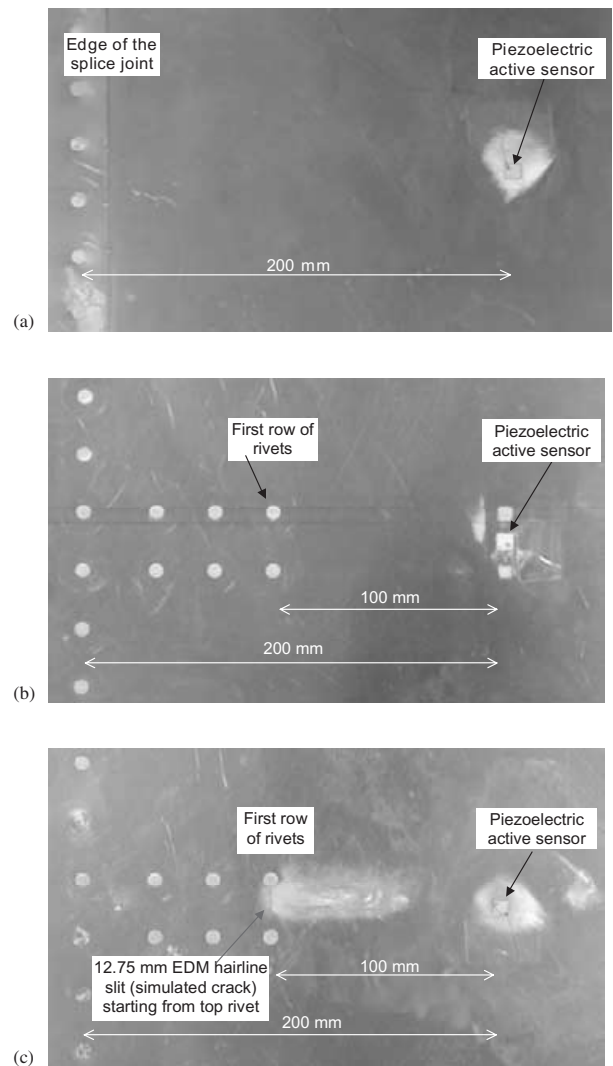 Edge of the
splice joint
Piezoelectric
active sensor
200 mm
(a)
First row of
rivets
Piezoelectric
active sensor
100 mm
200 mm
(b)
First row
of rivets
Piezoelectric
active sensor
12.75 mm EDM hairline
slit (simulated crack)
starting from top rivet
100 mm
200 mm
(c)